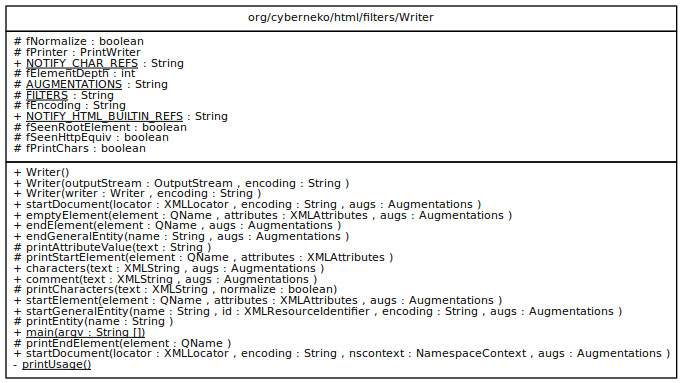 org/cyberneko/html/filters/Writer
# fNormalize : boolean
# fPrinter : PrintWriter
+ NOTIFY_CHAR_REFS : String
# fElementDepth : int
# AUGMENTATIONS : String
# FILTERS : String
# fEncoding : String
+ NOTIFY_HTML_BUILTIN_REFS : String
# fSeenRootElement : boolean
# fSeenHttpEquiv : boolean
# fPrintChars : boolean
+ Writer()
+ Writer(outputStream : OutputStream , encoding : String )
+ Writer(writer : Writer , encoding : String )
+ startDocument(locator : XMLLocator , encoding : String , augs : Augmentations )
+ emptyElement(element : QName , attributes : XMLAttributes , augs : Augmentations )
+ endElement(element : QName , augs : Augmentations )
+ endGeneralEntity(name : String , augs : Augmentations )
# printAttributeValue(text : String )
# printStartElement(element : QName , attributes : XMLAttributes )
+ characters(text : XMLString , augs : Augmentations )
+ comment(text : XMLString , augs : Augmentations )
# printCharacters(text : XMLString , normalize : boolean)
+ startElement(element : QName , attributes : XMLAttributes , augs : Augmentations )
+ startGeneralEntity(name : String , id : XMLResourceIdentifier , encoding : String , augs : Augmentations )
# printEntity(name : String )
+ main(argv : String [])
# printEndElement(element : QName )
+ startDocument(locator : XMLLocator , encoding : String , nscontext : NamespaceContext , augs : Augmentations )
- printUsage()